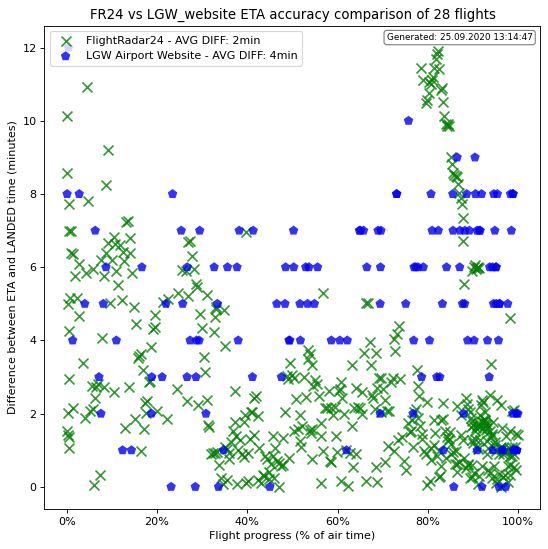 FR24 vs LGW_website ETA accuracy comparison of 28 flights
FlightRadar24 - AVG DIFF: 2min
LGW Airport Website - AVG DIFF: 4min
Generated: 25.09.2020 13:14:47
Difference between ETA and LANDED time (minutes)
12
10
8
6
4
2
0
0%
20%
40%
60%
80%
100%
Flight progress (% of air time)